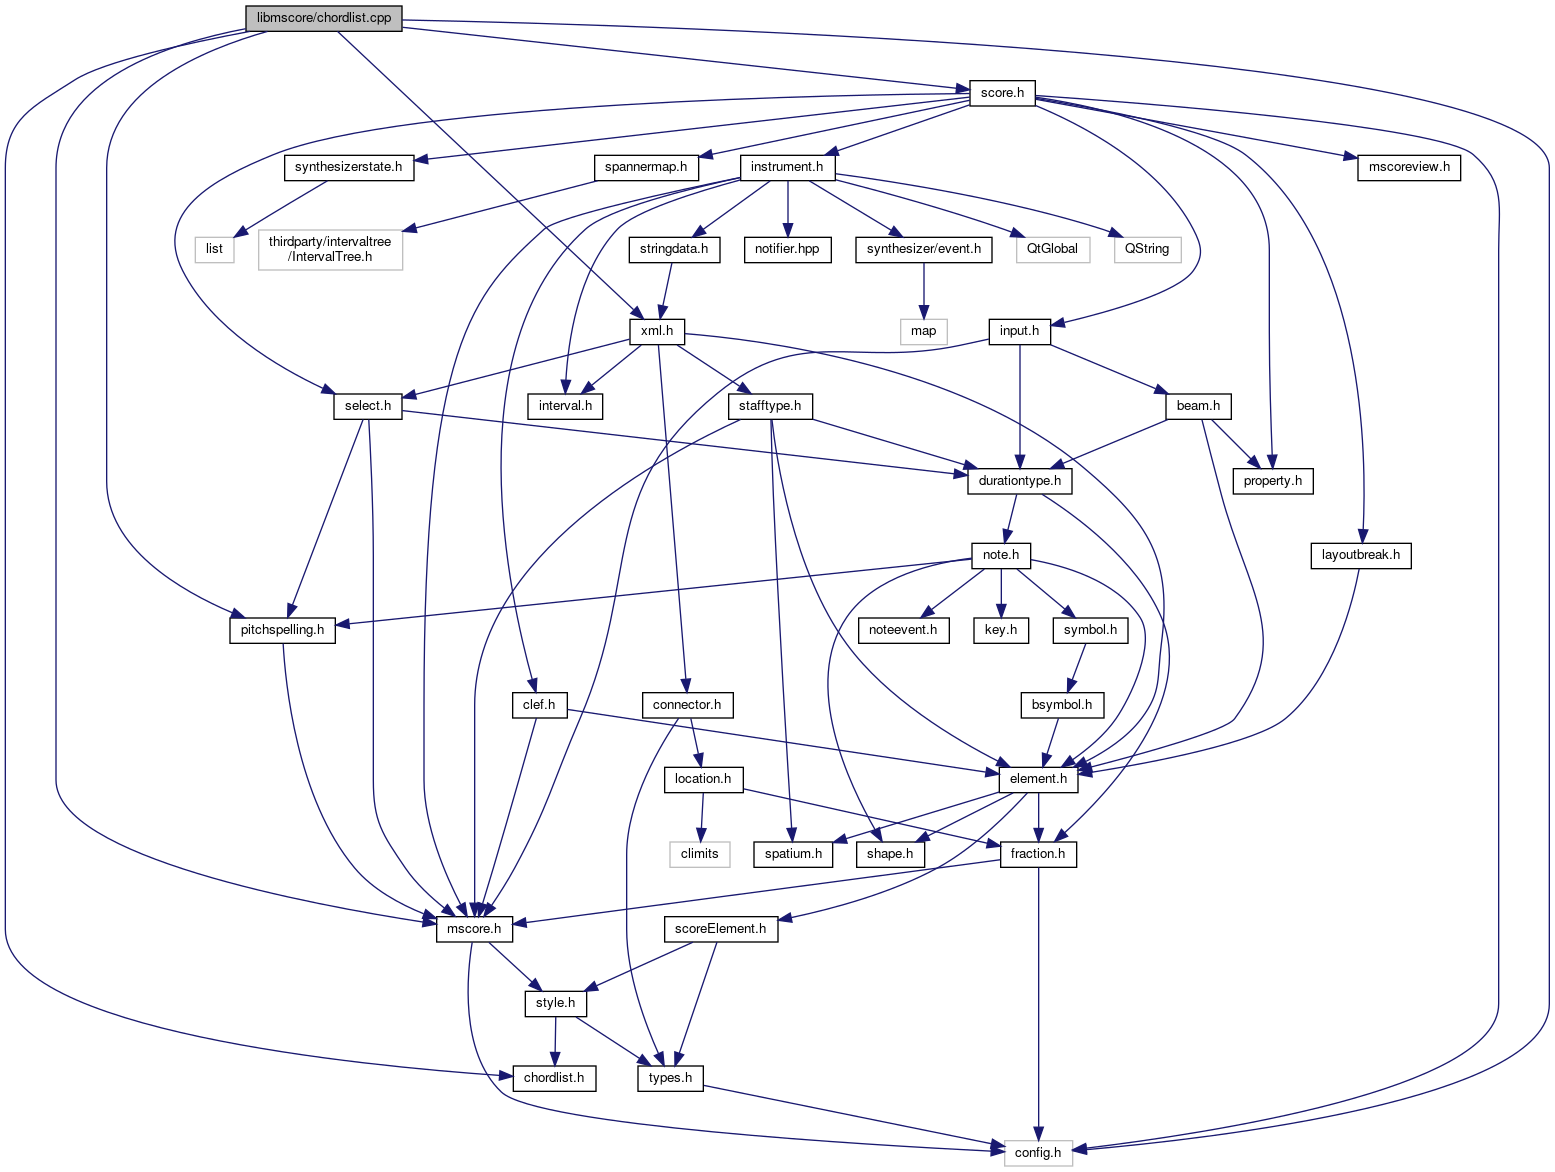 libmscore/chordlist.cpp
score.h
synthesizerstate.h
spannermap.h
instrument.h
mscoreview.h
list
thirdparty/intervaltree
/IntervalTree.h
stringdata.h
notifier.hpp
synthesizer/event.h
QtGlobal
QString
xml.h
map
input.h
select.h
interval.h
stafftype.h
beam.h
durationtype.h
property.h
note.h
layoutbreak.h
pitchspelling.h
noteevent.h
key.h
symbol.h
clef.h
connector.h
bsymbol.h
location.h
element.h
climits
spatium.h
shape.h
fraction.h
mscore.h
scoreElement.h
style.h
chordlist.h
types.h
config.h